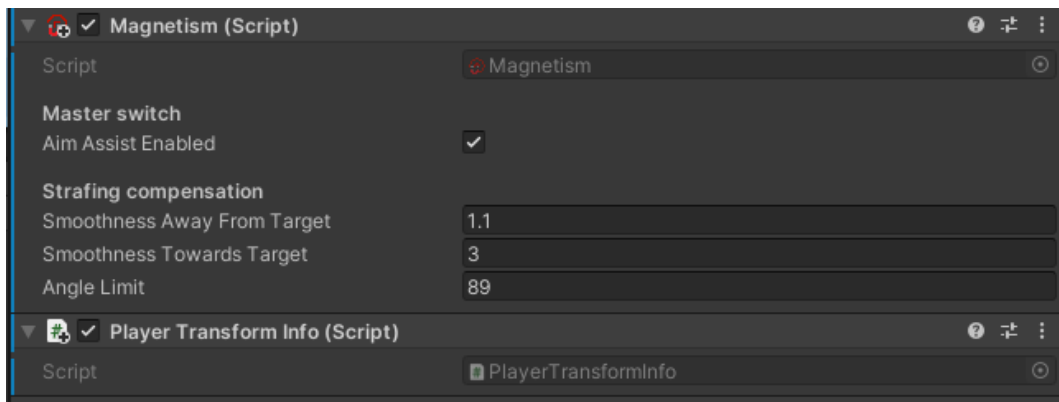 Magnetism (Script)
Script Magnetism
Master switch
Aim Assist Enabled
Strafing compensation
Smoothness Away From Target 1.1
Smoothness Towards Target 3
Angle Limit 89
# Player Transform Info (Script)
Script # PlayerTransformInfo